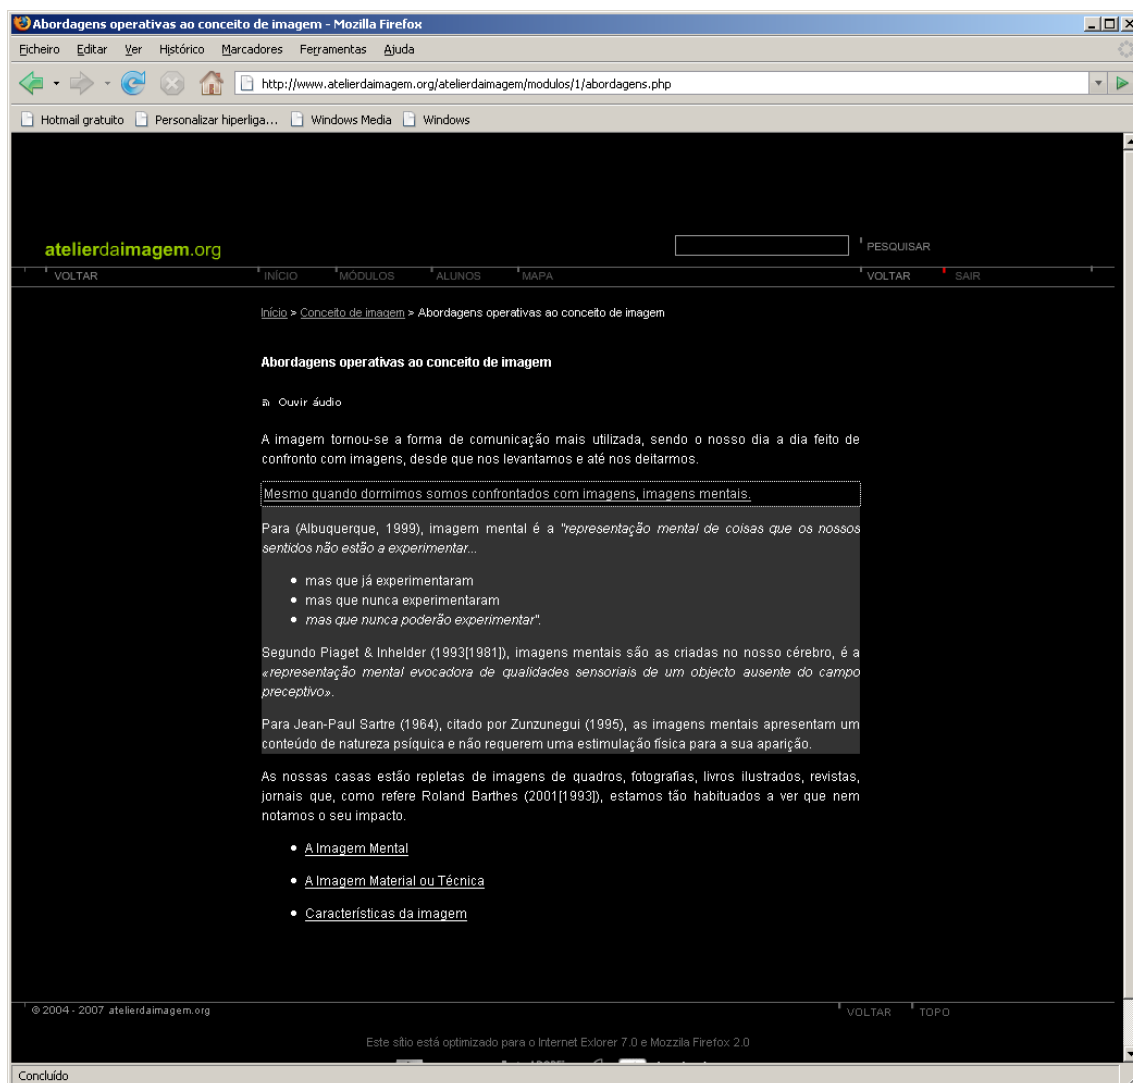 Abordagens operativas ao conceito de imagem - Mozilla Firefox
Ficheiro Editar Ver Histórico Marcadores Ferramentas Ajuda
http://www.atelierdaimagem.org/atelierdaimagem/modulos/1/abordagens.php
Hotmail gratuito Personalizar hiperliga... Windows Media Windows
atelierdaimagem.org PESQUISAR
VOLTAR INÍCIO MÓDULOS ALUNOS MAPA VOLTAR SAIR
Início > Conceito de imagem > Abordagens operativas ao conceito de imagem
Abordagens operativas ao conceito de imagem
Ouvir áudio
A imagem tornou-se a forma de comunicação mais utilizada, sendo o nosso dia a dia feito de
confronto com imagens, desde que nos levantamos e até nos deitarmos.
Mesmo quando dormimos somos confrontados com imagens, imagens mentais.
Para (Albuquerque, 1999), imagem mental é a "representação mental de coisas que os nossos
sentidos não estão a experimentar...
• mas que já experimentaram
• mas que nunca experimentaram
• mas que nunca poderão experimentar".
Segundo Piaget & Inhelder (1993[1981]), imagens mentais são as criadas no nosso cérebro, é a
«representação mental evocadora de qualidades sensoriais de um objecto ausente do campo
preceptivo».
Para Jean-Paul Sartre (1964), citado por Zunzunegui (1995), as imagens mentais apresentam um
conteúdo de natureza psíquica e não requerem uma estimulação física para a sua aparição.
As nossas casas estão repletas de imagens de quadros, fotografias, livros ilustrados, revistas,
jornais que, como refere Roland Barthes (2001[1993]), estamos tão habituados a ver que nem
notamos o seu impacto.
• A Imagem Mental
• A Imagem Material ou Técnica
• Características da imagem
© 2004 - 2007 atelierdaimagem.org VOLTAR TOPO
Este sítio está optimizado para o Internet Exlorer 7.0 e Mozzila Firefox 2.0
Concluído